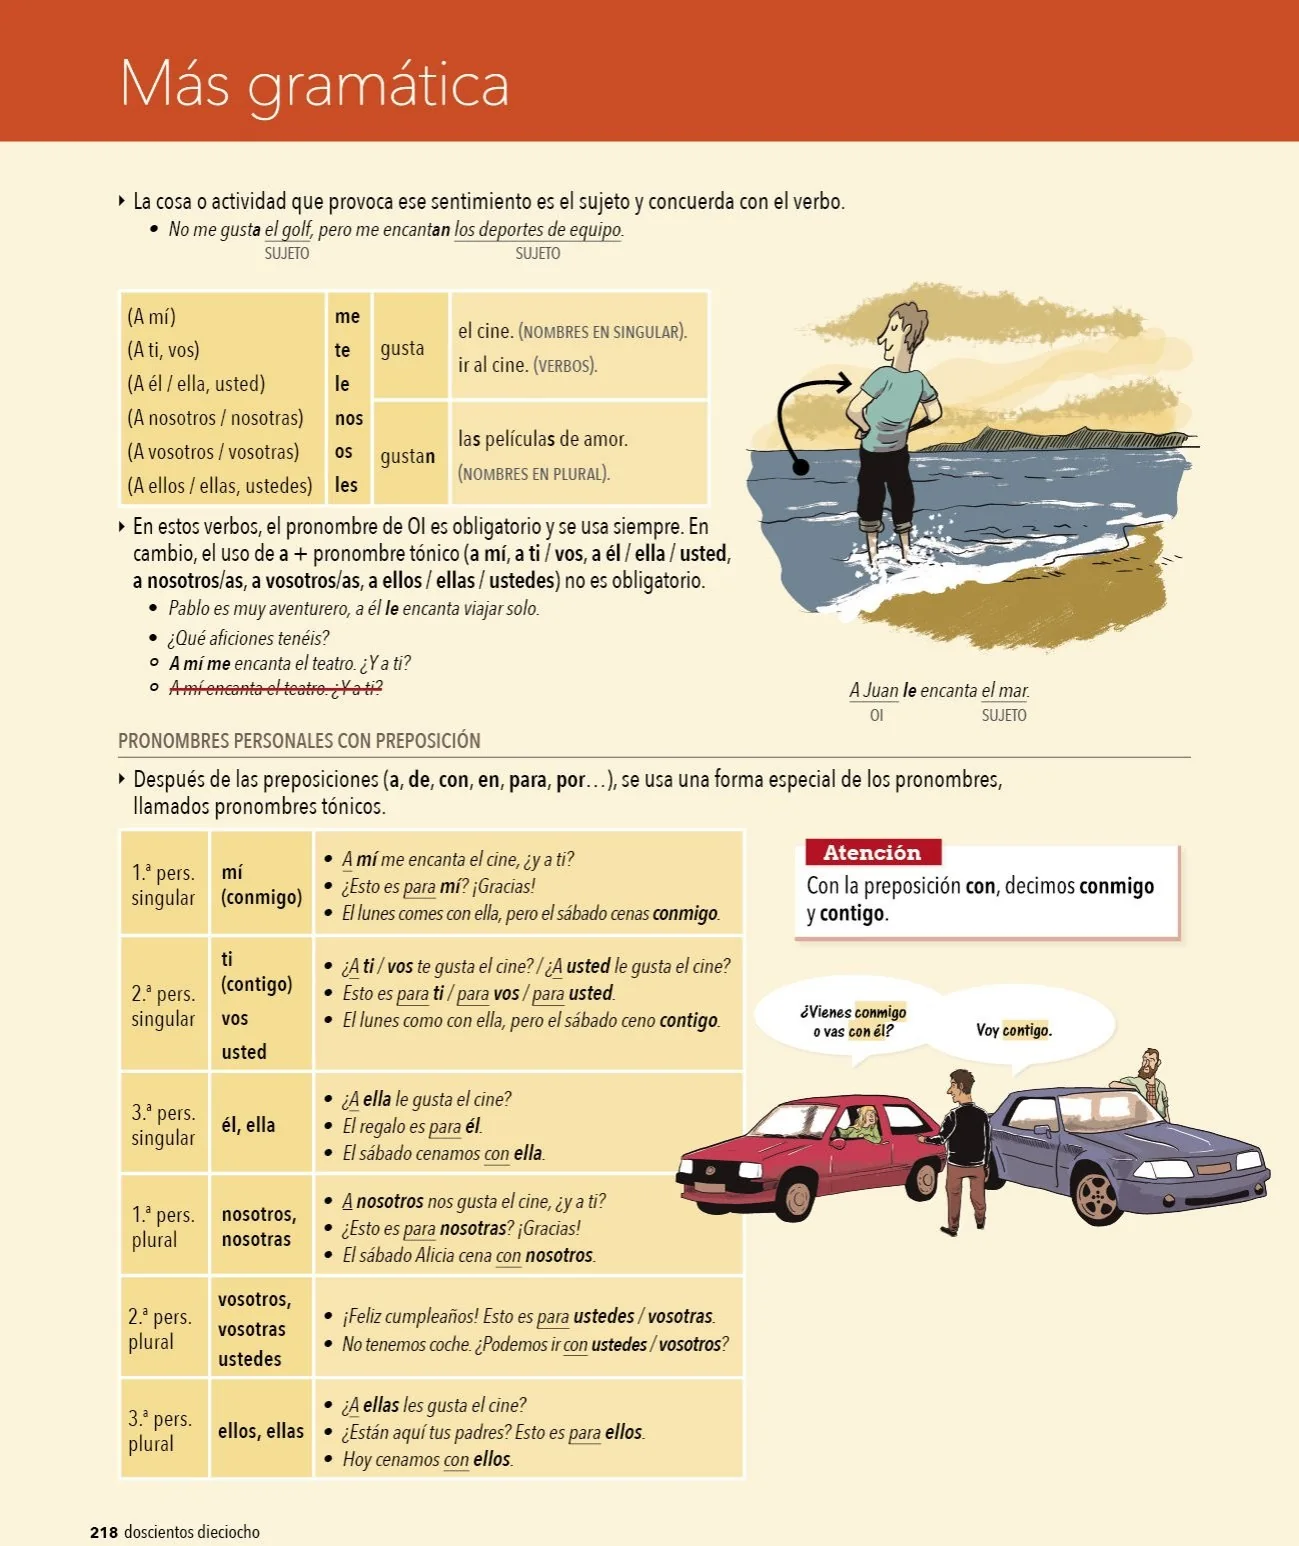 Más gramática
La cosa o actividad que provoca ese sentimiento es el sujeto y concuerda con el verbo.
• No me gusta el golf, pero me encantan los deportes de equipo.
SUJETO SUJETO
(A mí) me
(A ti, vos) te
(A él / ella, usted) le
(A nosotros / nosotras) nos
(A vosotros / vosotras) os
(A ellos / ellas, ustedes) les
gusta
el cine. (NOMBRES EN SINGULAR).
ir al cine. (VERBOS).
gustan
las películas de amor.
(NOMBRES EN PLURAL).
En estos verbos, el pronombre de OI es obligatorio y se usa siempre. En
cambio, el uso de a + pronombre tónico (a mí, a ti / vos, a él / ella / usted,
a nosotros/as, a vosotros/as, a ellos / ellas / ustedes) no es obligatorio.
• Pablo es muy aventurero, a él le encanta viajar solo.
• ¿Qué aficiones tenéis?
○ A mí me encanta el teatro. ¿Y a ti?
○ A mí encanta el teatro. ¿Y a ti?
A Juan le encanta el mar.
OI SUJETO
PRONOMBRES PERSONALES CON PREPOSICIÓN
Después de las preposiciones (a, de, con, en, para, por…), se usa una forma especial de los pronombres,
llamados pronombres tónicos.
1.ª pers.
singular
mí
(conmigo)
• A mí me encanta el cine, ¿y a ti?
• ¿Esto es para mí? ¡Gracias!
• El lunes comes con ella, pero el sábado cenas conmigo.
2.ª pers.
singular
ti
(contigo)
vos
usted
• ¿A ti / vos te gusta el cine? / ¿A usted le gusta el cine?
• Esto es para ti / para vos / para usted.
• El lunes como con ella, pero el sábado ceno contigo.
3.ª pers.
singular
él, ella
• ¿A ella le gusta el cine?
• El regalo es para él.
• El sábado cenamos con ella.
1.ª pers.
plural
nosotros,
nosotras
• A nosotros nos gusta el cine, ¿y a ti?
• ¿Esto es para nosotras? ¡Gracias!
• El sábado Alicia cena con nosotros.
2.ª pers.
plural
vosotros,
vosotras
ustedes
• ¡Feliz cumpleaños! Esto es para ustedes / vosotras.
• No tenemos coche. ¿Podemos ir con ustedes / vosotros?
3.ª pers.
plural
ellos, ellas
• ¿A ellas les gusta el cine?
• ¿Están aquí tus padres? Esto es para ellos.
• Hoy cenamos con ellos.
Atención
Con la preposición con, decimos conmigo
y contigo.
¿Vienes conmigo
o vas con él?
Voy contigo.
218 doscientos dieciocho